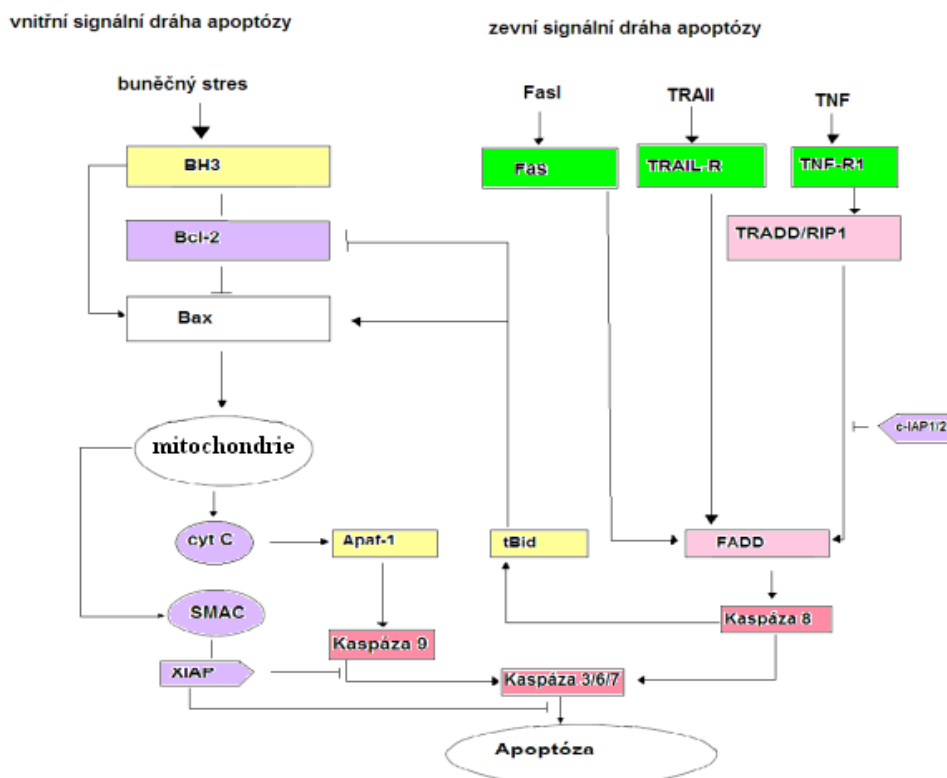 vnitřní signální dráha apoptózy
zevní signální dráha apoptózy
buněčný stres
Fasl
TRAIl
TNF
BH3
Fas
TRAIL-R
TNF-R1
Bcl-2
TRADD/RIP1
Bax
mitochondrie
c-IAP1/2
cyt C
Apaf-1
tBid
FADD
SMAC
Kaspáza 8
Kaspáza 9
XIAP
Kaspáza 3/6/7
Apoptóza